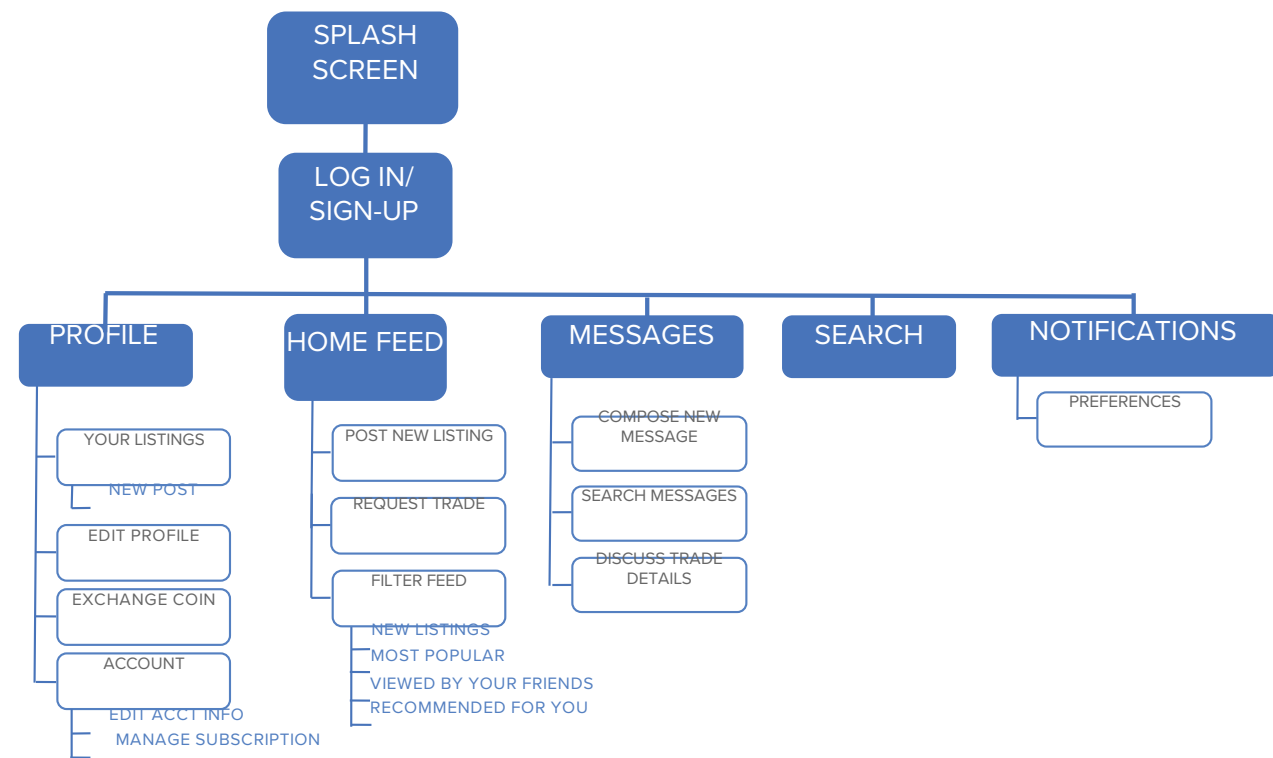 SPLASH
SCREEN
LOG IN/
SIGN-UP
PROFILE
YOUR LISTINGS
NEW POST
EDIT PROFILE
EXCHANGE COIN
ACCOUNT
EDIT ACCT INFO
MANAGE SUBSCRIPTION
HOME FEED
POST NEW LISTING
REQUEST TRADE
FILTER FEED
NEW LISTINGS
MOST POPULAR
VIEWED BY YOUR FRIENDS
RECOMMENDED FOR YOU
MESSAGES
COMPOSE NEW
MESSAGE
SEARCH MESSAGES
DISCUSS TRADE
DETAILS
SEARCH
NOTIFICATIONS
PREFERENCES